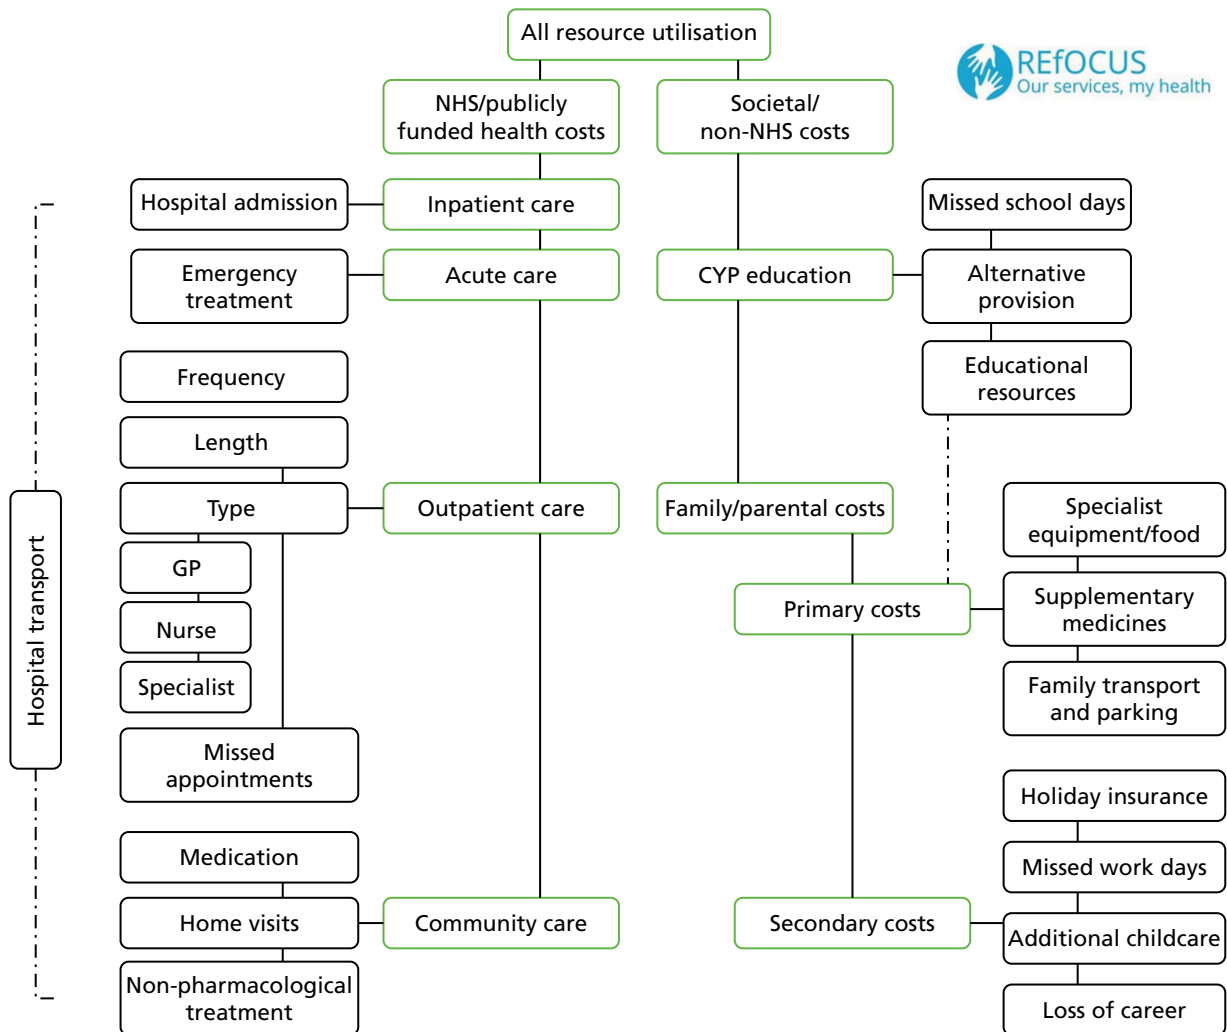 All resource utilisation
REfOCUS
Our services, my health
NHS/publicly
funded health costs
Societal/
non-NHS costs
Hospital admission
Inpatient care
Missed school days
Emergency
treatment
Acute care
CYP education
Alternative
provision
Frequency
Educational
resources
Length
Type
Outpatient care
Family/parental costs
Specialist
equipment/food
GP
Hospital transport
Primary costs
Supplementary
medicines
Nurse
Specialist
Family transport
and parking
Missed
appointments
Holiday insurance
Medication
Missed work days
Home visits
Community care
Secondary costs
Additional childcare
Non-pharmacological
treatment
Loss of career